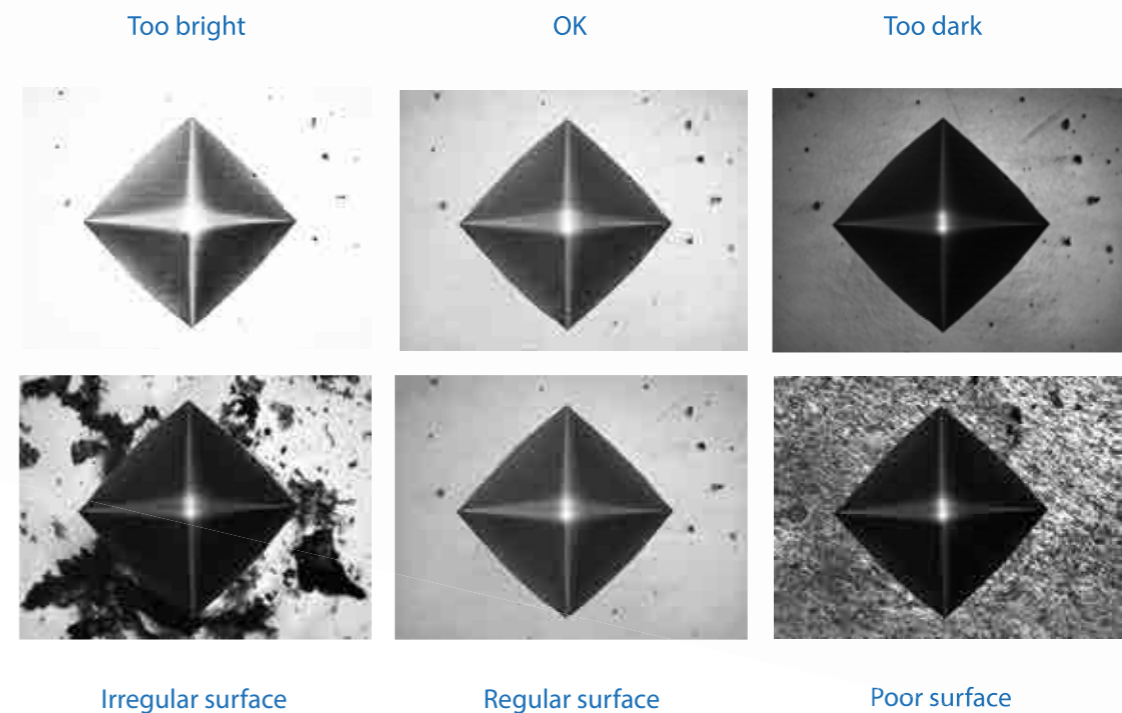 Too bright
OK
Too dark
Irregular surface
Regular surface
Poor surface